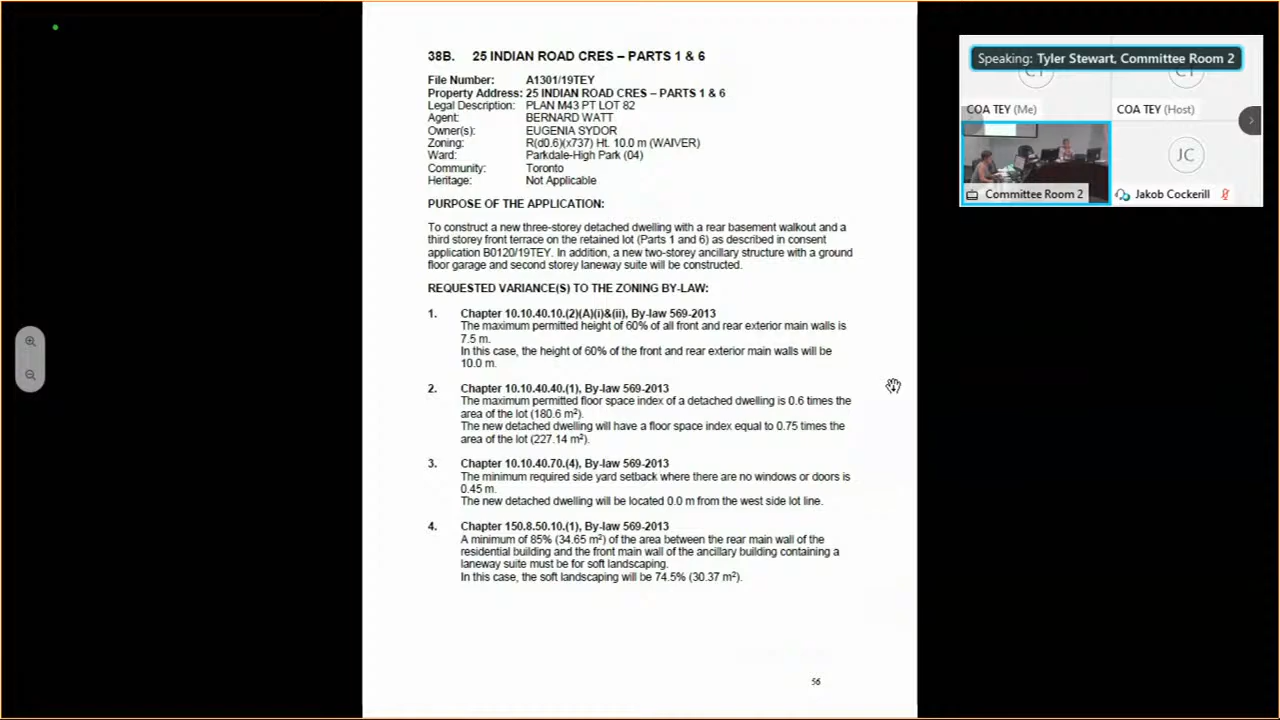 38B. 25 INDIAN ROAD CRES – PARTS 1 & 6
File Number: A1301/19TEY
Property Address: 25 INDIAN ROAD CRES – PARTS 1 & 6
Legal Description: PLAN M43 PT LOT 82
Agent: BERNARD WATT
Owner(s): EUGENIA SYDOR
Zoning: R(d0.6)(x737) Ht. 10.0 m (WAIVER)
Ward: Parkdale-High Park (04)
Community: Toronto
Heritage: Not Applicable
PURPOSE OF THE APPLICATION:
To construct a new three-storey detached dwelling with a rear basement walkout and a
third storey front terrace on the retained lot (Parts 1 and 6) as described in consent
application B0120/19TEY. In addition, a new two-storey ancillary structure with a ground
floor garage and second storey laneway suite will be constructed.
REQUESTED VARIANCE(S) TO THE ZONING BY-LAW:
1. Chapter 10.10.40.10.(2)(A)(i)&(ii), By-law 569-2013
The maximum permitted height of 60% of all front and rear exterior main walls is
7.5 m.
In this case, the height of 60% of the front and rear exterior main walls will be
10.0 m.
2. Chapter 10.10.40.40.(1), By-law 569-2013
The maximum permitted floor space index of a detached dwelling is 0.6 times the
area of the lot (180.6 m²).
The new detached dwelling will have a floor space index equal to 0.75 times the
area of the lot (227.14 m²).
3. Chapter 10.10.40.70.(4), By-law 569-2013
The minimum required side yard setback where there are no windows or doors is
0.45 m.
The new detached dwelling will be located 0.0 m from the west side lot line.
4. Chapter 150.8.50.10.(1), By-law 569-2013
A minimum of 85% (34.65 m²) of the area between the rear main wall of the
residential building and the front main wall of the ancillary building containing a
laneway suite must be for soft landscaping.
In this case, the soft landscaping will be 74.5% (30.37 m²).
56
Speaking: Tyler Stewart, Committee Room 2
COA TEY (Me)
COA TEY (Host)
Committee Room 2
JC
Jakob Cockerill